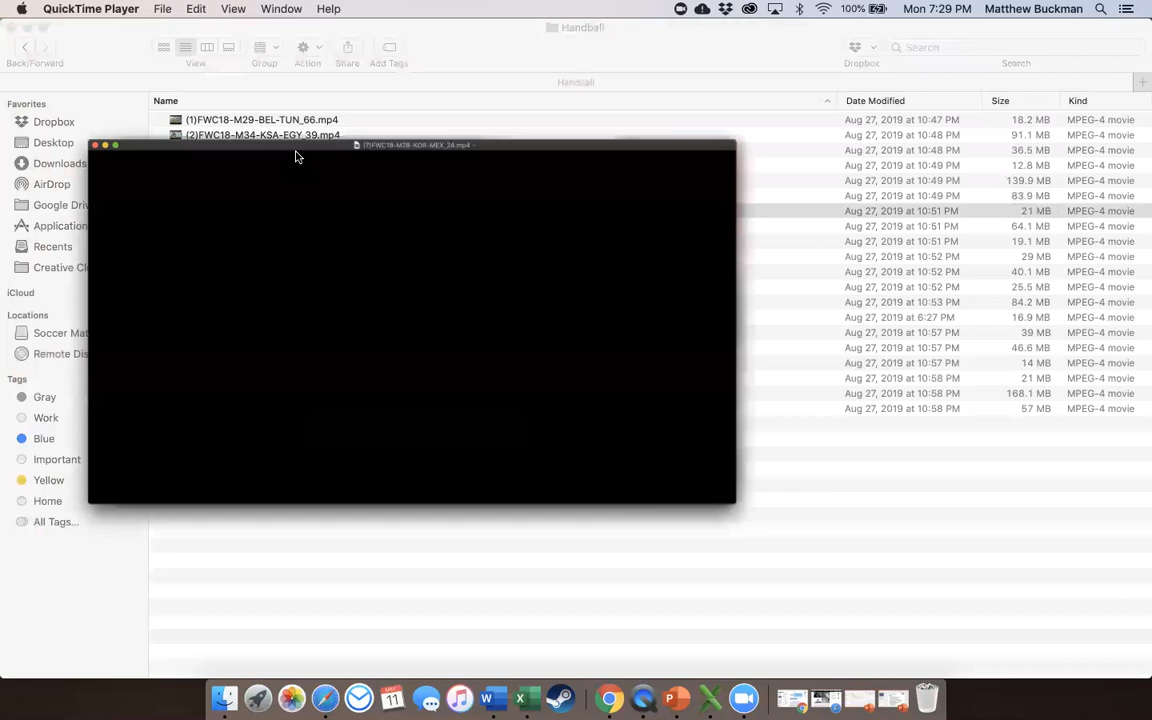 QuickTime Player File Edit View Window Help 100% Mon 7:29 PM Matthew Buckman
Handball
Back/Forward View Group Action Share Add Tags Dropbox Search Search
Handball
Favorites
Name Date Modified Size Kind
Dropbox
(1)FWC18-M29-BEL-TUN_66.mp4 Aug 27, 2019 at 10:47 PM 18.2 MB MPEG-4 movie
Desktop
(2)FWC18-M34-KSA-EGY_39.mp4 Aug 27, 2019 at 10:48 PM 91.1 MB MPEG-4 movie
(7)FWC18-M28-KOR-MEX_24.mp4
Aug 27, 2019 at 10:48 PM 36.5 MB MPEG-4 movie
Downloads
Aug 27, 2019 at 10:49 PM 12.8 MB MPEG-4 movie
AirDrop
Aug 27, 2019 at 10:49 PM 139.9 MB MPEG-4 movie
Aug 27, 2019 at 10:49 PM 83.9 MB MPEG-4 movie
Google Driv
Aug 27, 2019 at 10:51 PM 21 MB MPEG-4 movie
Application
Aug 27, 2019 at 10:51 PM 64.1 MB MPEG-4 movie
Recents
Aug 27, 2019 at 10:51 PM 19.1 MB MPEG-4 movie
Aug 27, 2019 at 10:52 PM 29 MB MPEG-4 movie
Creative Clo
Aug 27, 2019 at 10:52 PM 40.1 MB MPEG-4 movie
iCloud
Aug 27, 2019 at 10:52 PM 25.5 MB MPEG-4 movie
Aug 27, 2019 at 10:53 PM 84.2 MB MPEG-4 movie
Locations
Aug 27, 2019 at 6:27 PM 16.9 MB MPEG-4 movie
Soccer Mat
Aug 27, 2019 at 10:57 PM 39 MB MPEG-4 movie
Remote Dis
Aug 27, 2019 at 10:57 PM 46.6 MB MPEG-4 movie
Aug 27, 2019 at 10:57 PM 14 MB MPEG-4 movie
Tags
Aug 27, 2019 at 10:58 PM 21 MB MPEG-4 movie
Gray
Aug 27, 2019 at 10:58 PM 168.1 MB MPEG-4 movie
Aug 27, 2019 at 10:58 PM 57 MB MPEG-4 movie
Work
Blue
Important
Yellow
Home
All Tags...
11